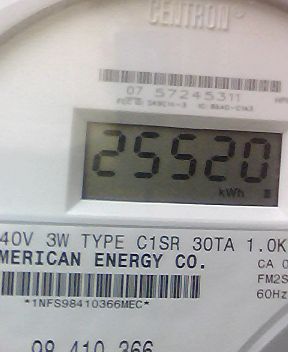 CENTRON®
07 57245311
25520
kWh
40V 3W TYPE C1SR 30TA 1.0K
MERICAN ENERGY CO.
CA 0
FM2S
60Hz
*1NFS98410366MEC*
98 410 366